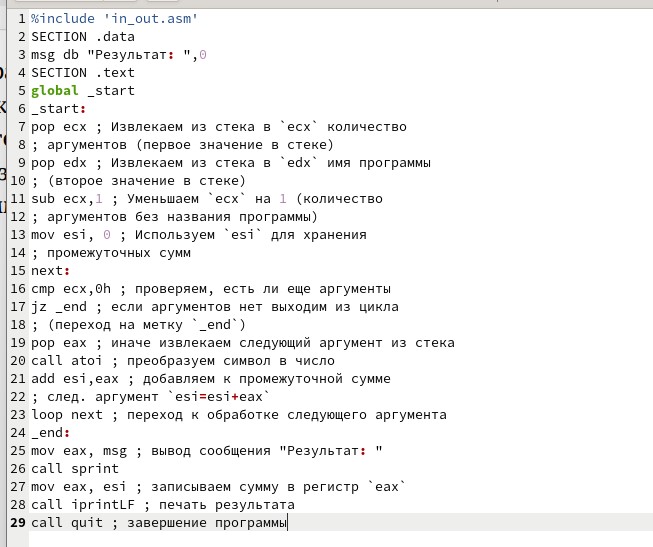 1 %include 'in_out.asm'
2 SECTION .data
3 msg db "Результат: ",0
4 SECTION .text
5 global _start
6 _start:
7 pop ecx ; Извлекаем из стека в `ecx` количество
8 ; аргументов (первое значение в стеке)
9 pop edx ; Извлекаем из стека в `edx` имя программы
10 ; (второе значение в стеке)
11 sub ecx,1 ; Уменьшаем `ecx` на 1 (количество
12 ; аргументов без названия программы)
13 mov esi, 0 ; Используем `esi` для хранения
14 ; промежуточных сумм
15 next:
16 cmp ecx,0h ; проверяем, есть ли еще аргументы
17 jz _end ; если аргументов нет выходим из цикла
18 ; (переход на метку `_end`)
19 pop eax ; иначе извлекаем следующий аргумент из стека
20 call atoi ; преобразуем символ в число
21 add esi,eax ; добавляем к промежуточной сумме
22 ; след. аргумент `esi=esi+eax`
23 loop next ; переход к обработке следующего аргумента
24 _end:
25 mov eax, msg ; вывод сообщения "Результат: "
26 call sprint
27 mov eax, esi ; записываем сумму в регистр `eax`
28 call iprintLF ; печать результата
29 call quit ; завершение программы